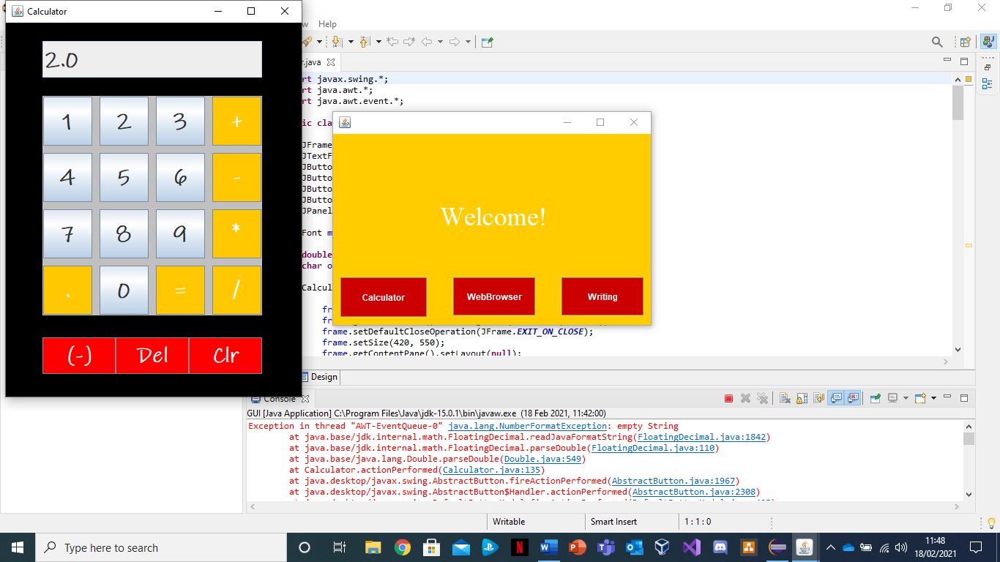 Calculator
w Help
2.0
1 2 3 +
4 5 6 -
7 8 9 *
. 0 = /
(-) Del Clr
r.java
rt javax.swing.*;
rt java.awt.*;
rt java.awt.event.*;
ic cla
JFrame
JTextF
JButto
JButto
JButto
JButto
JPanel
Font m
double
char o
Calcul
fr
fr
frame.setDefaultCloseOperation(JFrame.EXIT_ON_CLOSE);
frame.setSize(420, 550);
frame.getContentPane().setLayout(null);
Welcome!
Calculator WebBrowser Writing
Design
Console
GUI [Java Application] C:\Program Files\Java\jdk-15.0.1\bin\javaw.exe (18 Feb 2021, 11:42:00)
Exception in thread "AWT-EventQueue-0" java.lang.NumberFormatException: empty String
at java.base/jdk.internal.math.FloatingDecimal.readJavaFormatString(FloatingDecimal.java:1842)
at java.base/jdk.internal.math.FloatingDecimal.parseDouble(FloatingDecimal.java:110)
at java.base/java.lang.Double.parseDouble(Double.java:549)
at Calculator.actionPerformed(Calculator.java:135)
at java.desktop/javax.swing.AbstractButton.fireActionPerformed(AbstractButton.java:1967)
at java.desktop/javax.swing.AbstractButton$Handler.actionPerformed(AbstractButton.java:2308)
Writable Smart Insert 1 : 1 : 0
Type here to search
11:48
18/02/2021